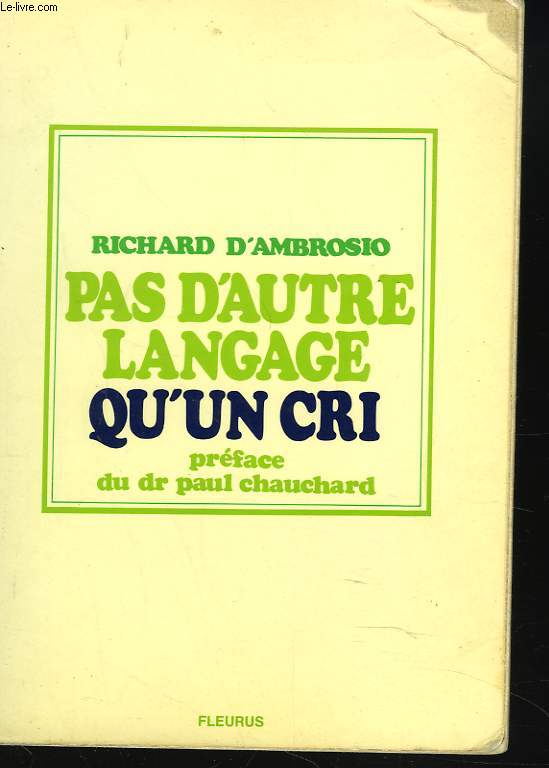 Le-livre.com
RICHARD D'AMBROSIO
PAS D'AUTRE
LANGAGE
QU'UN CRI
préface
du dr paul chauchard
FLEURUS